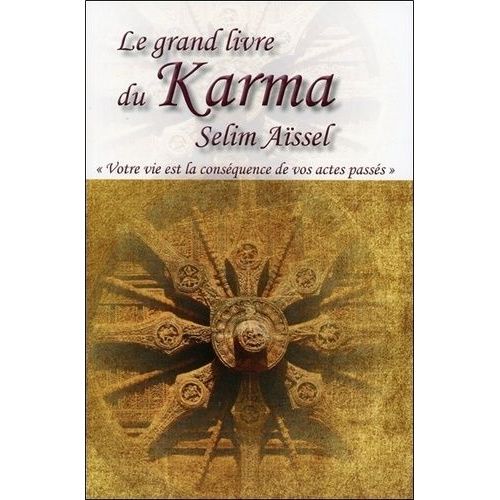 Le grand livre
du Karma
Selim Aïssel
« Votre vie est la conséquence de vos actes passés »